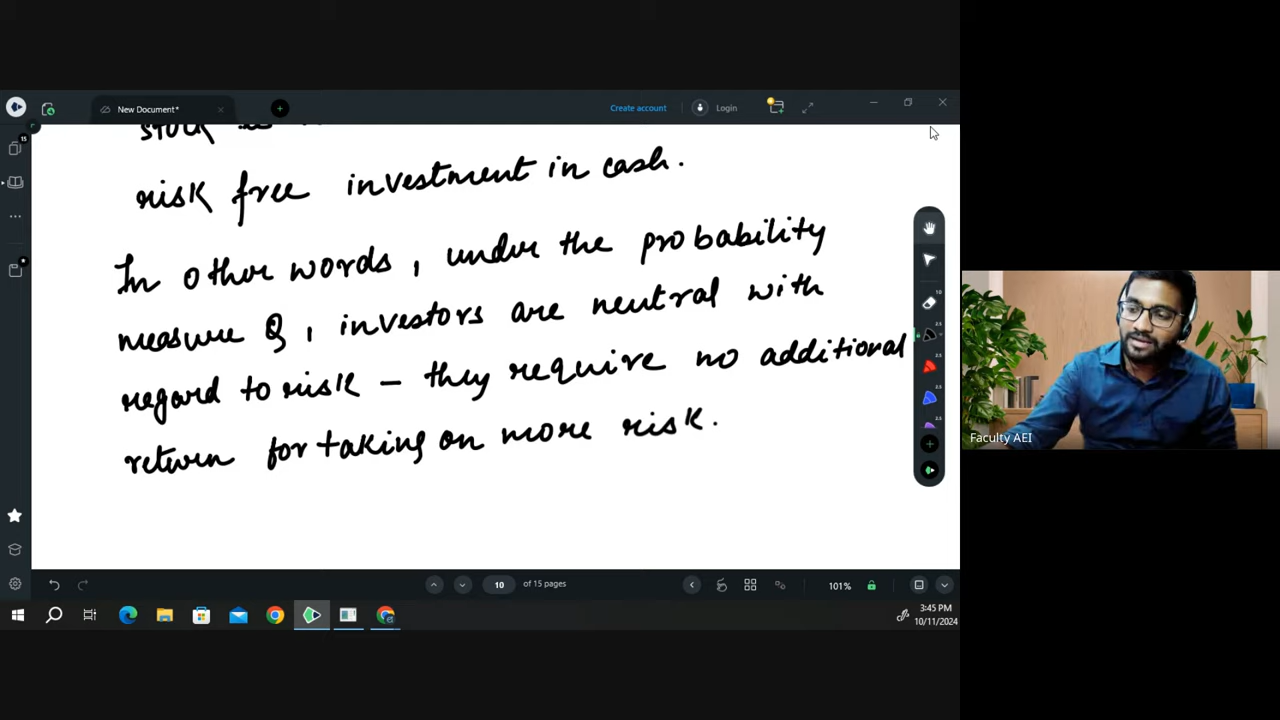 New Document*
Create account
Login
stock is
risk free investment in cash.
In other words, under the probability
measure Q, investors are neutral with
regard to risk – they require no additional
return for taking on more risk.
Faculty AEI
10 of 15 pages
101%
3:45 PM
10/11/2024